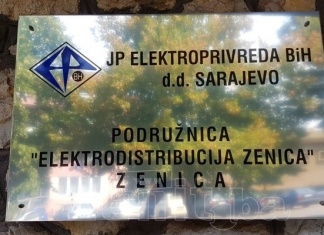 JP ELEKTROPRIVREDA BiH
d.d. SARAJEVO
PODRUŽNICA
"ELEKTRODISTRIBUCIJA ZENICA"
ZENICA